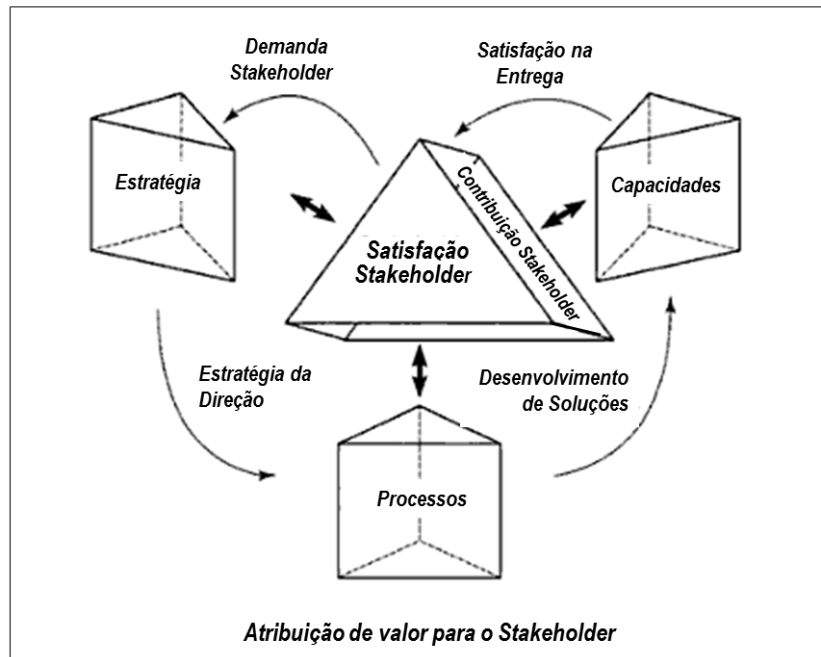 Demanda
Stakeholder
Satisfação na
Entrega
Estratégia
Capacidades
Contribuição Stakeholder
Satisfação
Stakeholder
Estratégia da
Direção
Desenvolvimento
de Soluções
Processos
Atribuição de valor para o Stakeholder